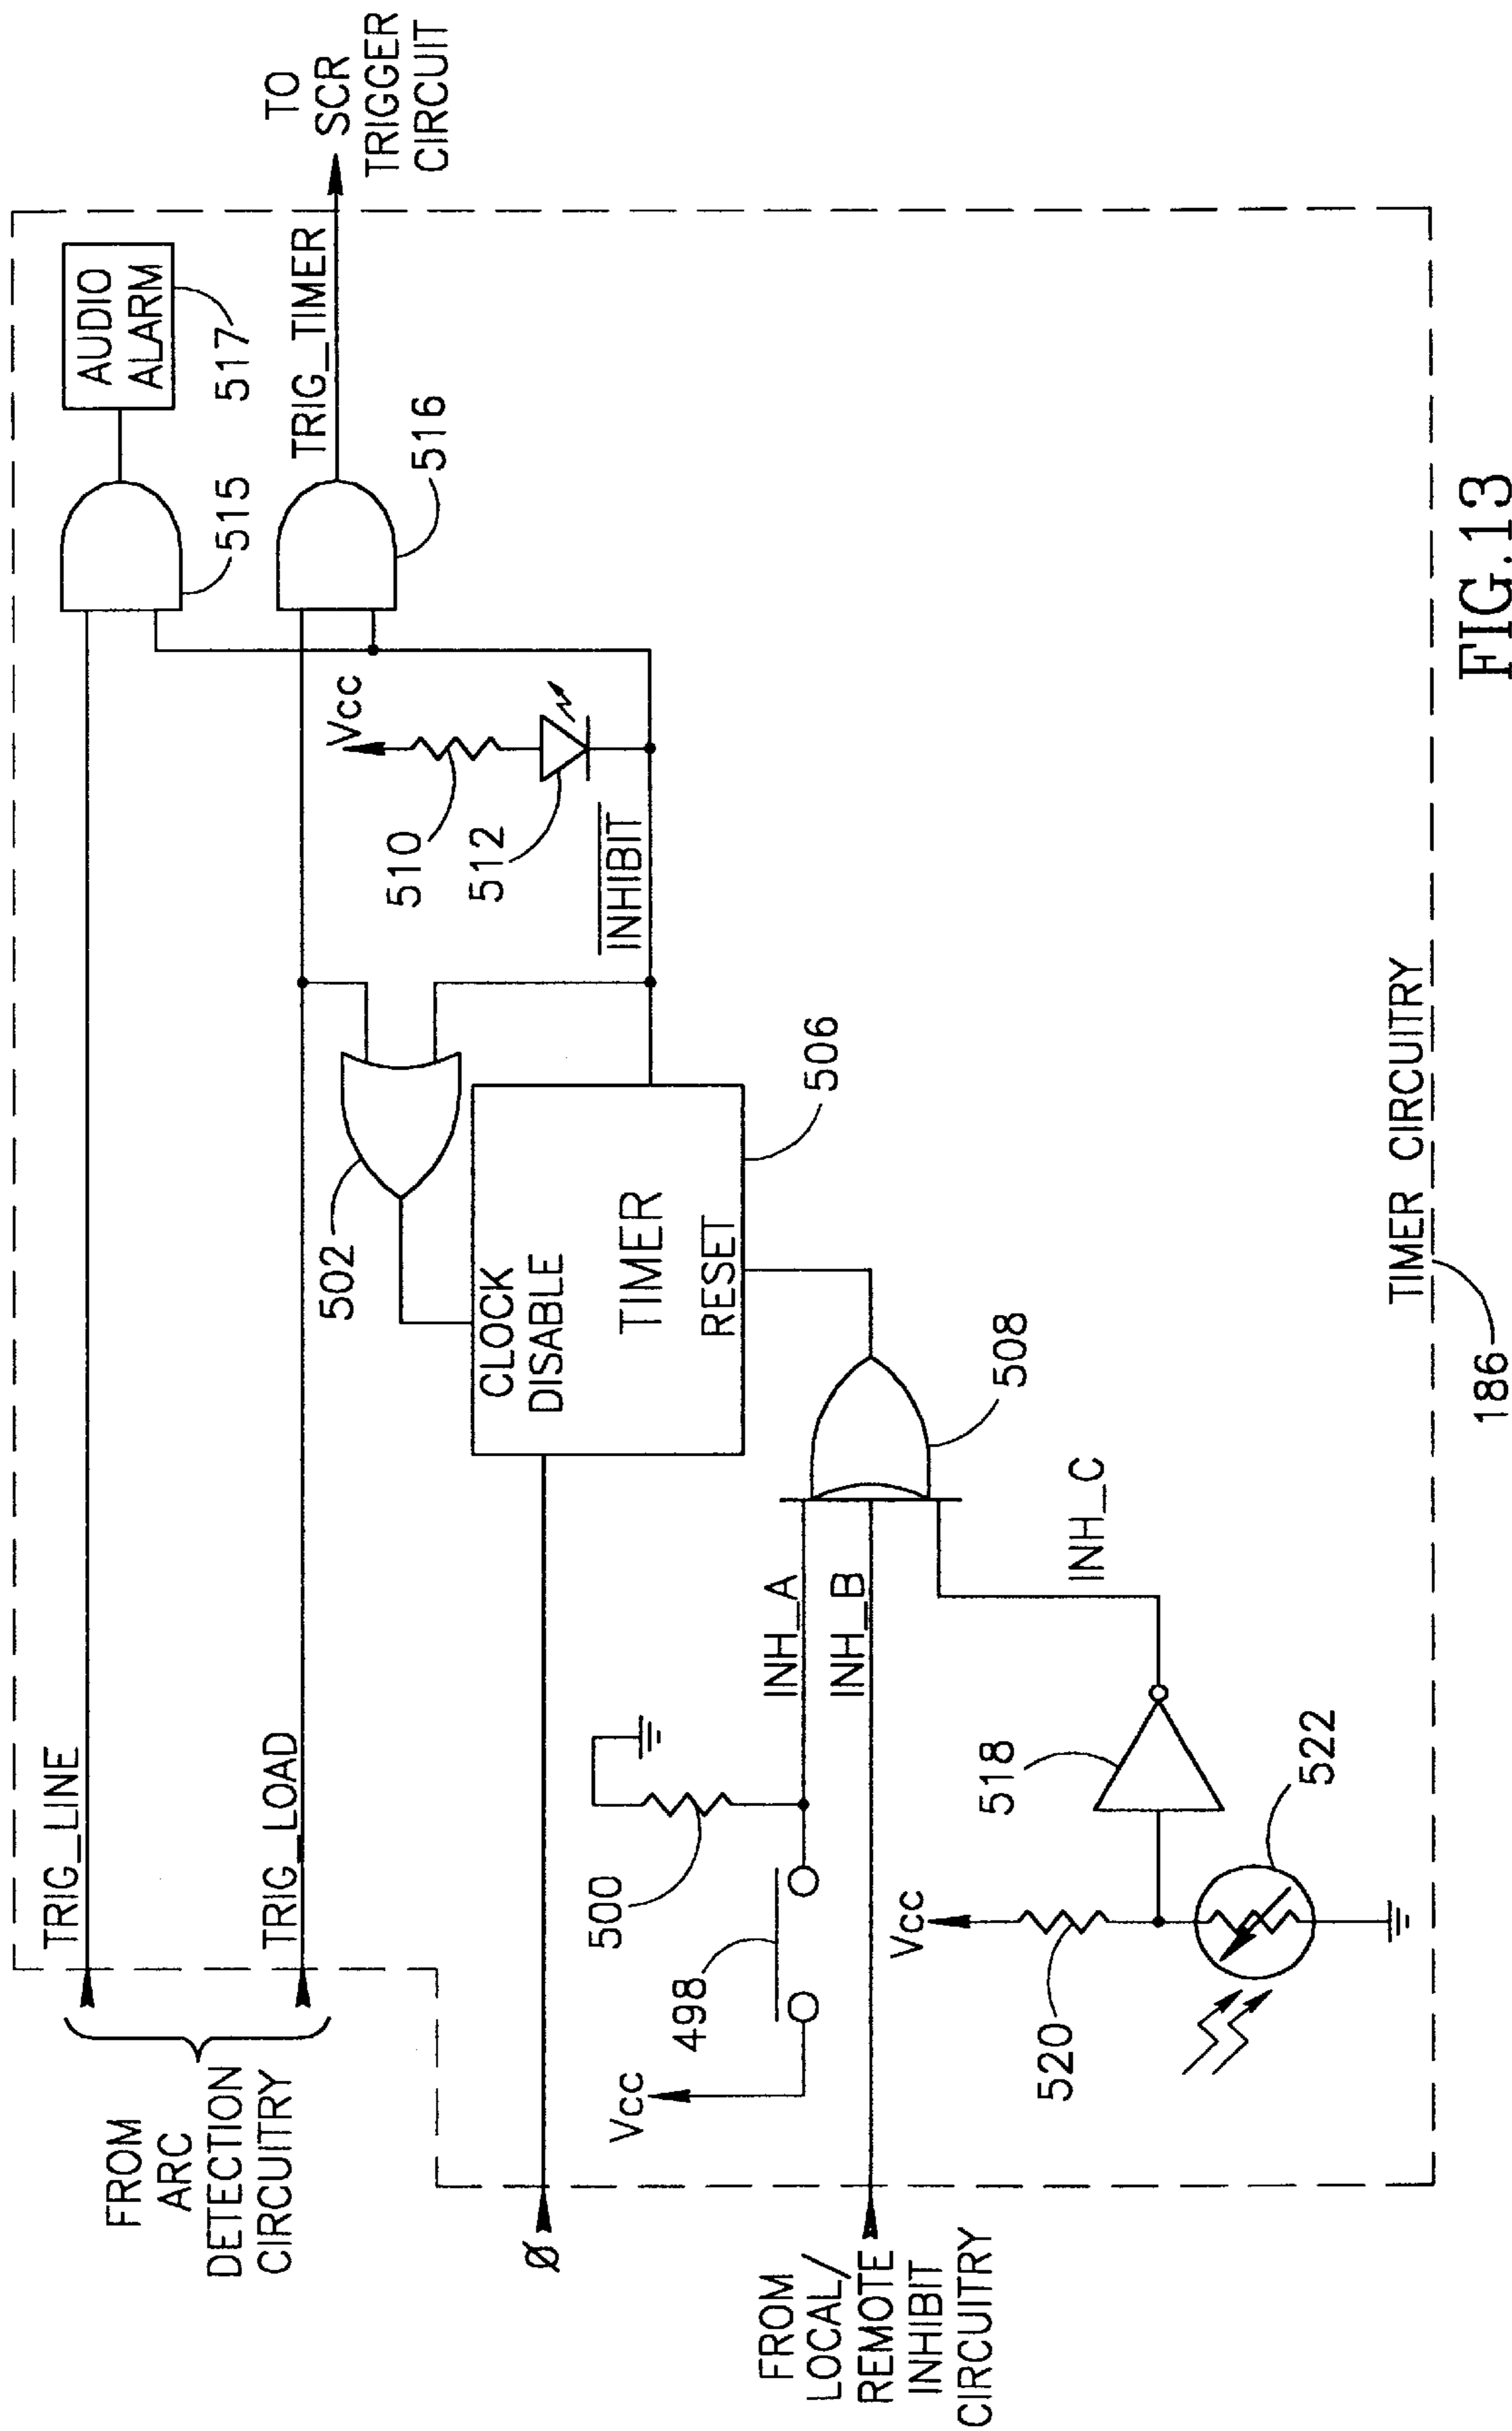 FROM
ARC
DETECTION
CIRCUITRY
TRIG_LINE
TRIG_LOAD
515
AUDIO
ALARM
517
516
TRIG_TIMER
TO
SCR
TRIGGER
CIRCUIT
Vcc
510
512
INHIBIT
502
CLOCK
DISABLE
TIMER
RESET
506
Ø
Vcc
498
500
INH_A
INH_B
508
FROM
LOCAL/
REMOTE
INHIBIT
CIRCUITRY
Vcc
520
518
522
INH_C
TIMER CIRCUITRY
186
FIG.13